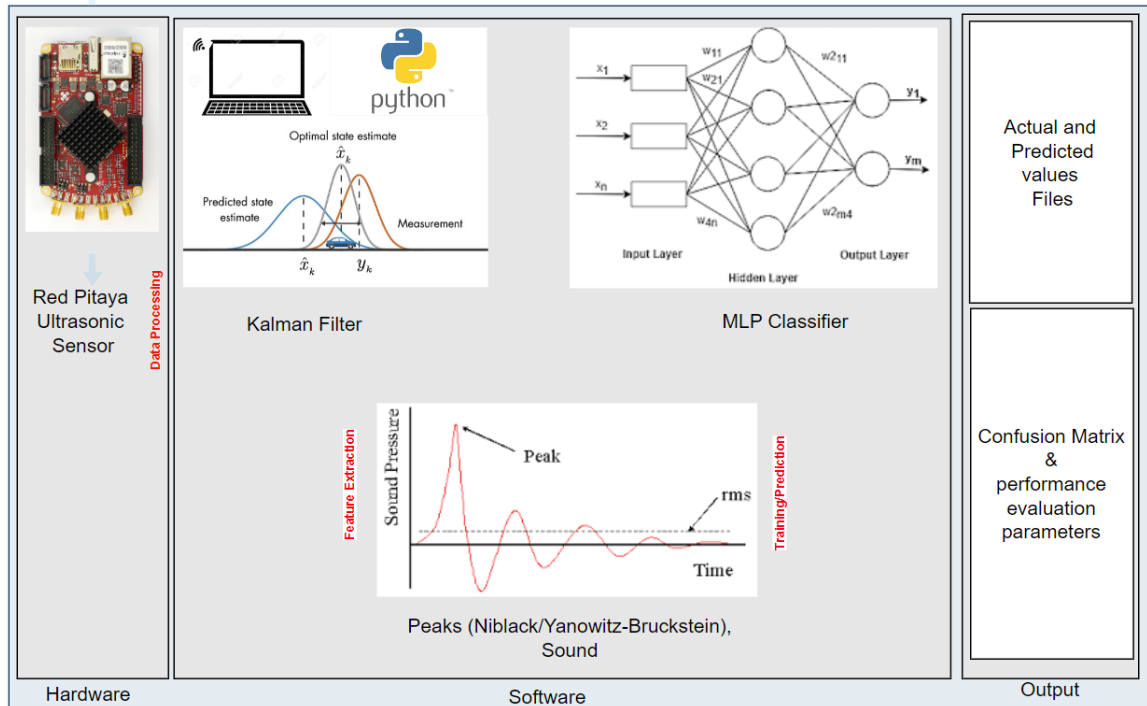 Red Pitaya
Ultrasonic
Sensor
Data Processing
Hardware
python™
Optimal state estimate
x̂ₖ
Predicted state
estimate
Measurement
x̂ₖ
yₖ
Kalman Filter
w11
w21
w211
x1
x2
xn
y1
ym
w4n
w2m4
Input Layer
Hidden Layer
Output Layer
MLP Classifier
Feature Extraction
Sound Pressure
Peak
rms
Time
Training/Prediction
Peaks (Niblack/Yanowitz-Bruckstein),
Sound
Software
Actual and
Predicted
values
Files
Confusion Matrix
&
performance
evaluation
parameters
Output